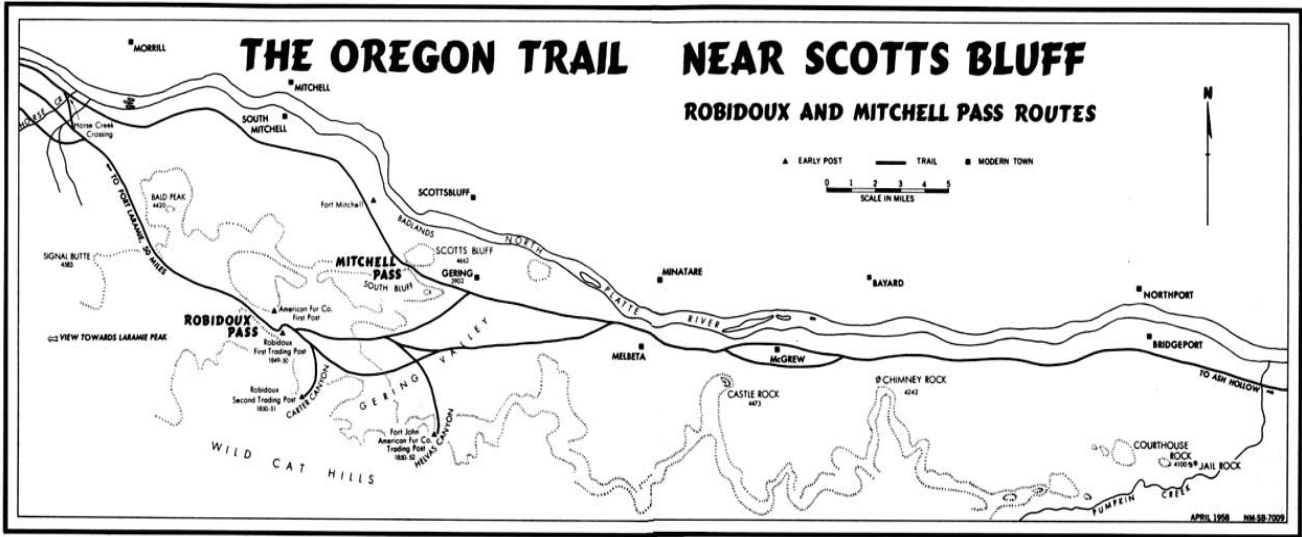 THE OREGON TRAIL NEAR SCOTTS BLUFF
ROBIDOUX AND MITCHELL PASS ROUTES
N
EARLY POST
TRAIL
MODERN TOWN
0 1 2 3 4 5
SCALE IN MILES
MORRILL
MITCHELL
SOUTH
MITCHELL
HORSE CR
Horse Creek
Crossing
TO FORT LARAMIE, 50 MILES
BALD PEAK
4420
Fort Mitchell
SCOTTSBLUFF
BADLANDS
NORTH PLATTE RIVER
SIGNAL BUTTE
4583
MITCHELL
PASS
SCOTTS BLUFF
4662
SOUTH BLUFF
GERING
3902
MINATARE
BAYARD
NORTHPORT
BRIDGEPORT
American Fur Co.
First Post
ROBIDOUX
PASS
VIEW TOWARDS LARAMIE PEAK
Robidoux
First Trading Post
1849-50
GERING VALLEY
MELBETA
McGREW
TO ASH HOLLOW
Robidoux
Second Trading Post
1850-51
CARTER CANYON
CASTLE ROCK
4473
CHIMNEY ROCK
4242
Fort John
American Fur Co.
Trading Post
1850-52
HELVAS CANYON
WILD CAT HILLS
COURTHOUSE
ROCK
4100
JAIL ROCK
PUMPKIN CREEK
APRIL 1958 NM-SB-7009